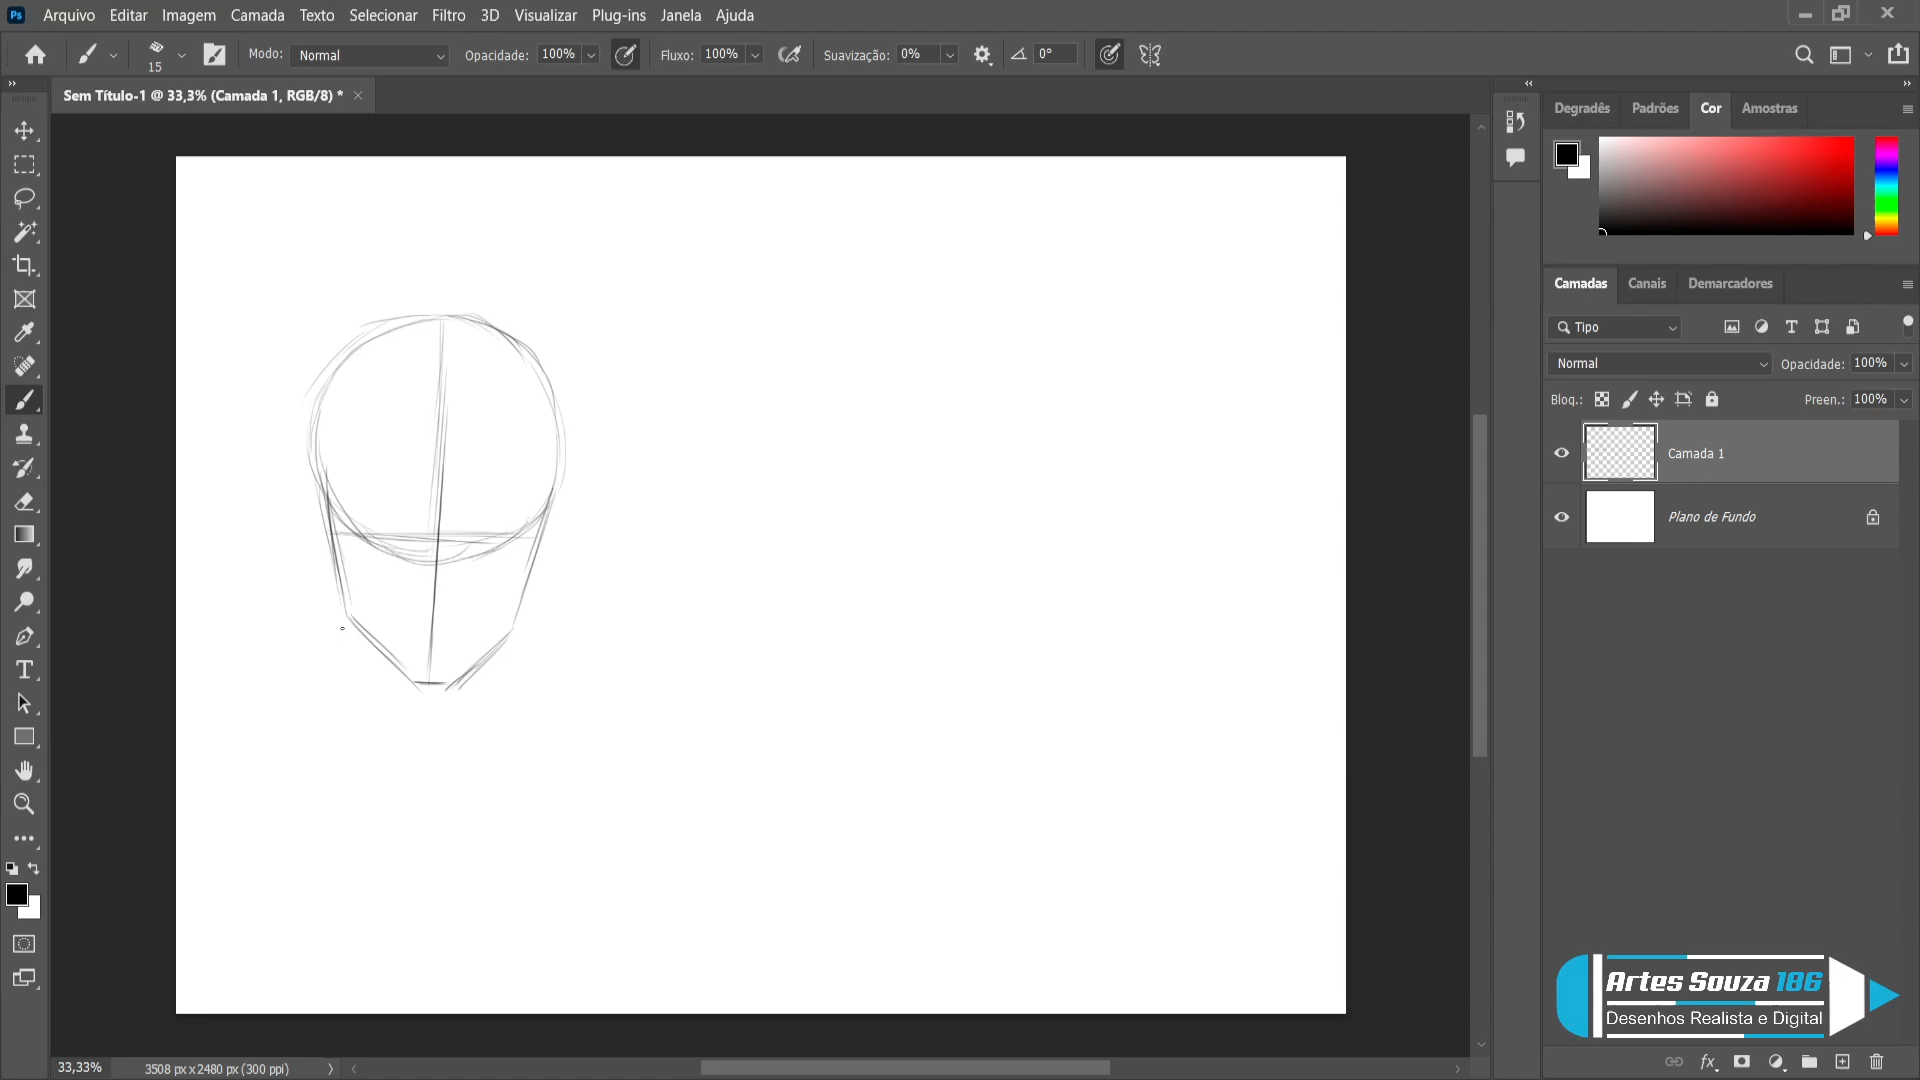 Ps Arquivo Editar Imagem Camada Texto Selecionar Filtro 3D Visualizar Plug-ins Janela Ajuda
15 Modo: Normal Opacidade: 100% Fluxo: 100% Suavização: 0% 0°
Sem Título-1 @ 33,3% (Camada 1, RGB/8) *
Degradês Padrões Cor Amostras
Camadas Canais Demarcadores
Tipo
Normal Opacidade: 100%
Bloq.: Preen.: 100%
Camada 1
Plano de Fundo
Artes Souza 186
Desenhos Realista e Digital
33,33% 3508 px x 2480 px (300 ppi)